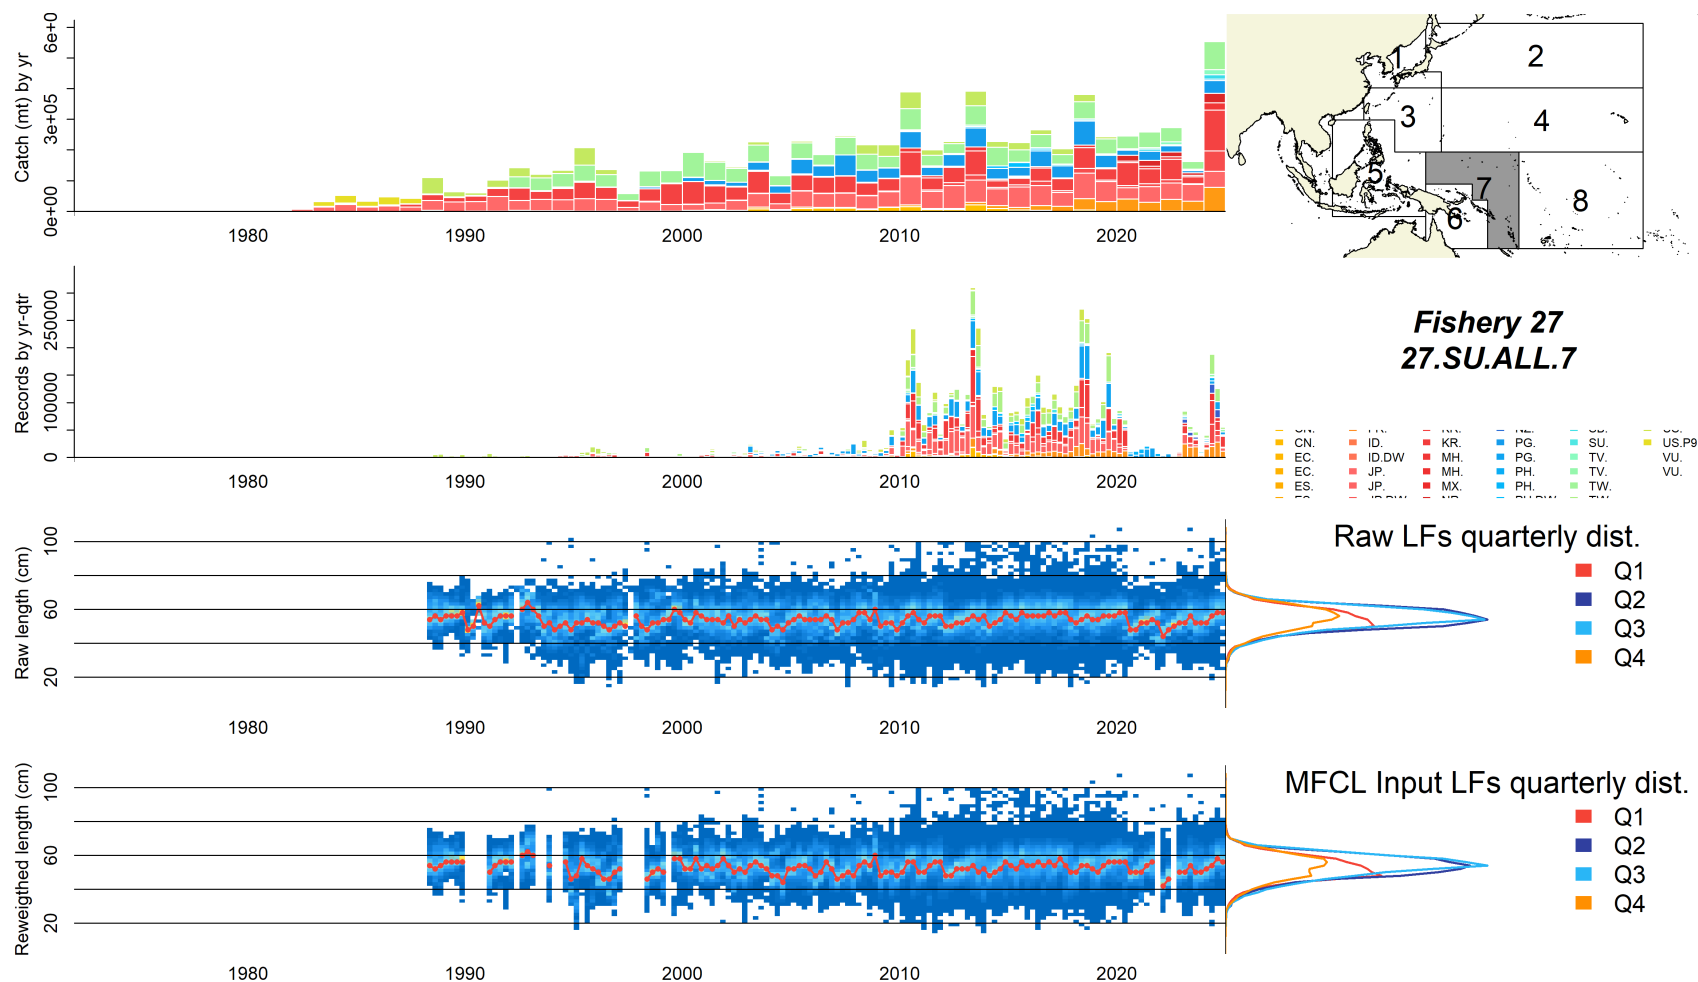 Catch (mt) by yr
0e+00
3e+05
6e+0
1980
1990
2000
2010
2020
1
2
3
4
5
6
7
8
Records by yr-qtr
0
100000
250000
1980
1990
2000
2010
2020
Fishery 27
27.SU.ALL.7
CN.
ID.
KR.
PG.
SU.
US.P9
EC.
ID.DW
MH.
PG.
TV.
VU.
EC.
JP.
MH.
PH.
TV.
VU.
ES.
JP.
MX.
PH.
TW.
Raw length (cm)
20
60
100
1980
1990
2000
2010
2020
Raw LFs quarterly dist.
Q1
Q2
Q3
Q4
Reweigthed length (cm)
20
60
100
1980
1990
2000
2010
2020
MFCL Input LFs quarterly dist.
Q1
Q2
Q3
Q4